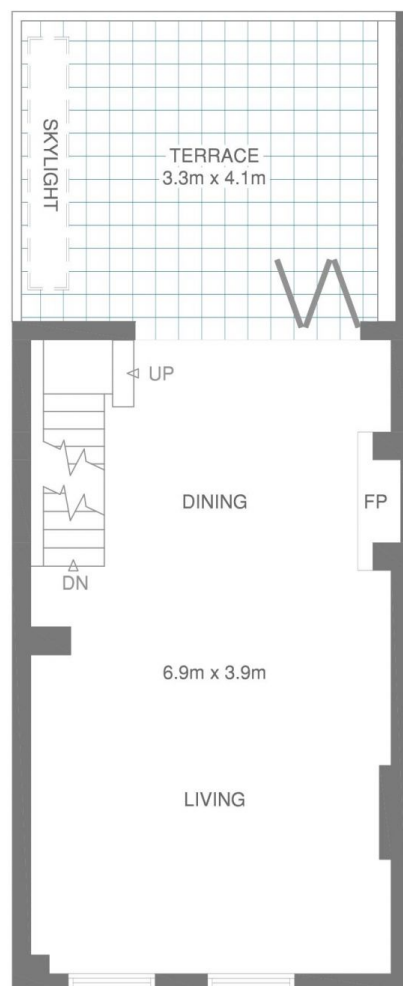 SKYLIGHT
TERRACE
3.3m x 4.1m
UP
DINING
FP
DN
6.9m x 3.9m
LIVING